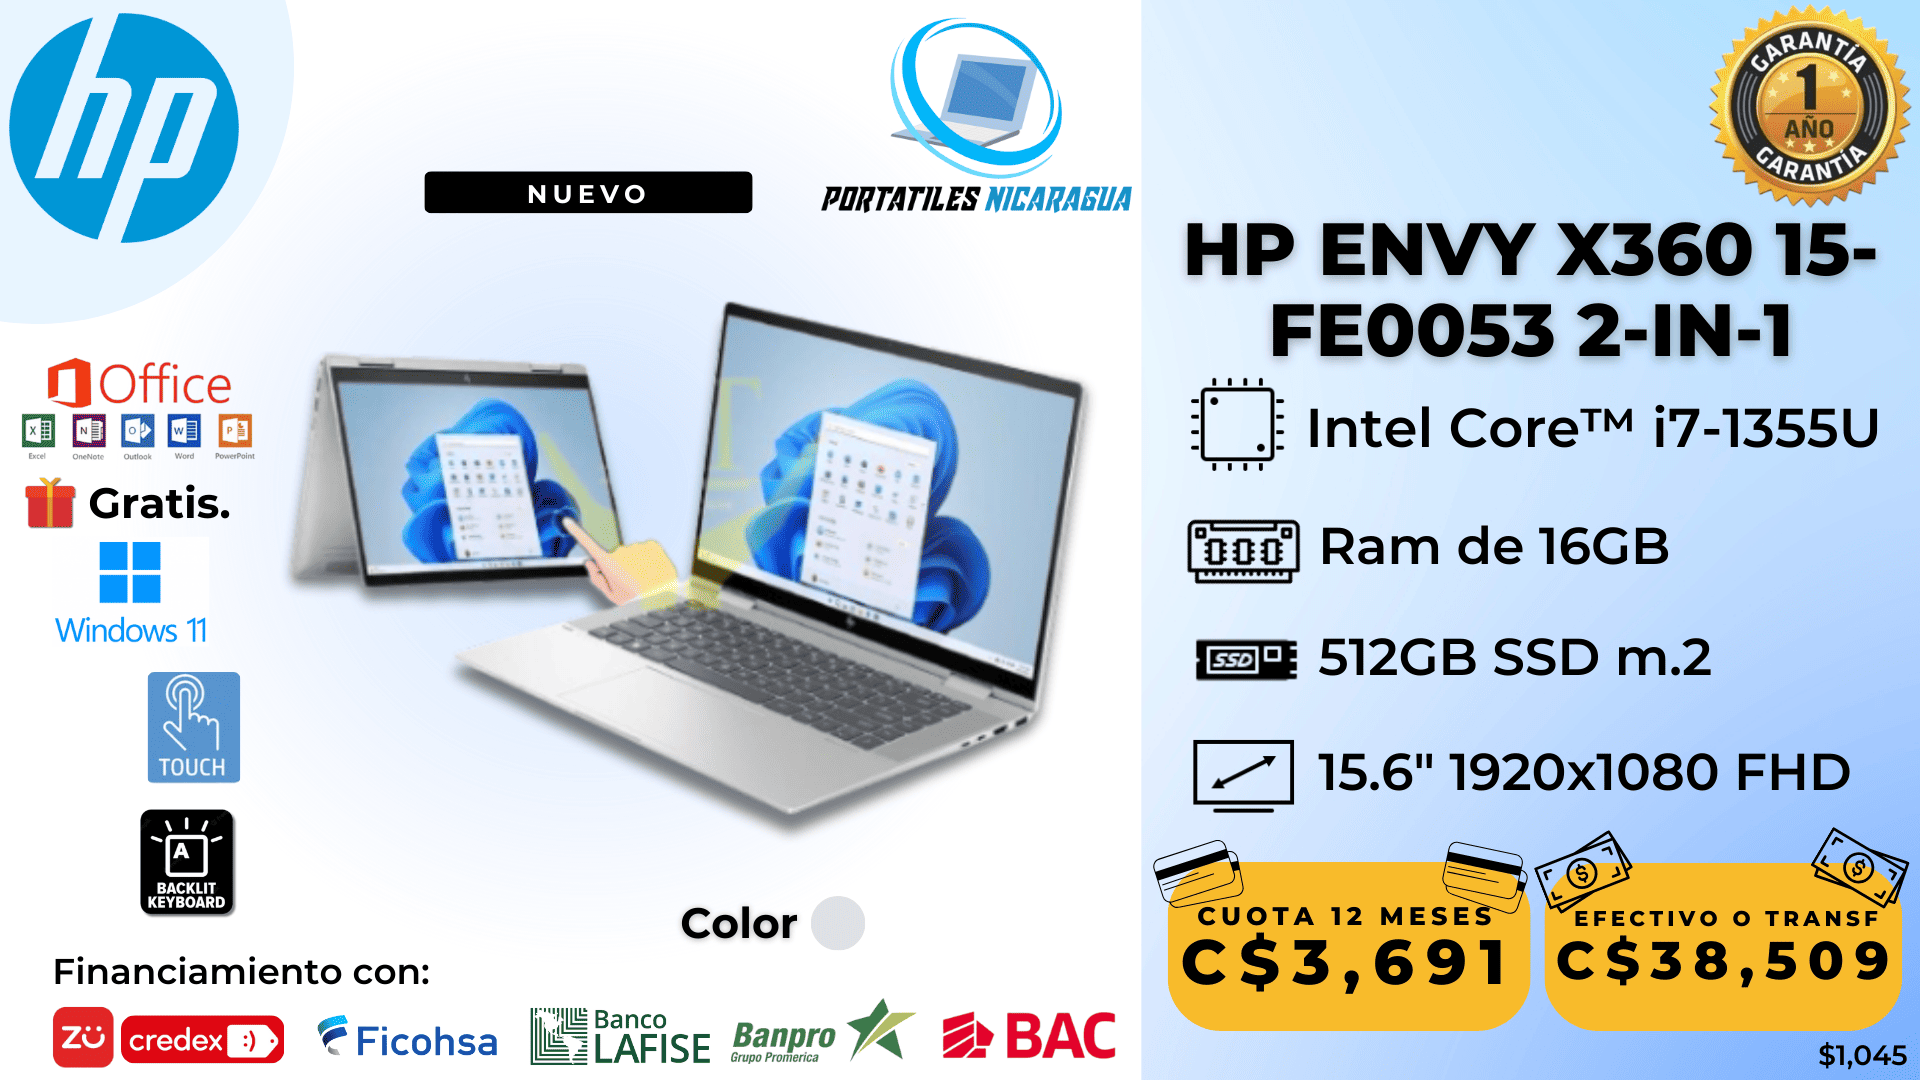 hp
NUEVO
PORTATILES NICARAGUA
GARANTÍA
1
AÑO
GARANTÍA
HP ENVY X360 15-
FE0053 2-IN-1
Intel Core™ i7-1355U
Ram de 16GB
SSD
512GB SSD m.2
15.6" 1920x1080 FHD
Office
Excel OneNote Outlook Word PowerPoint
Gratis.
Windows 11
TOUCH
A
BACKLIT
KEYBOARD
Color
Financiamiento con:
ZU
credex :)
Ficohsa
Banco
LAFISE
Banpro
Grupo Promerica
BAC
CUOTA 12 MESES
C$3,691
EFECTIVO O TRANSF
C$38,509
$1,045